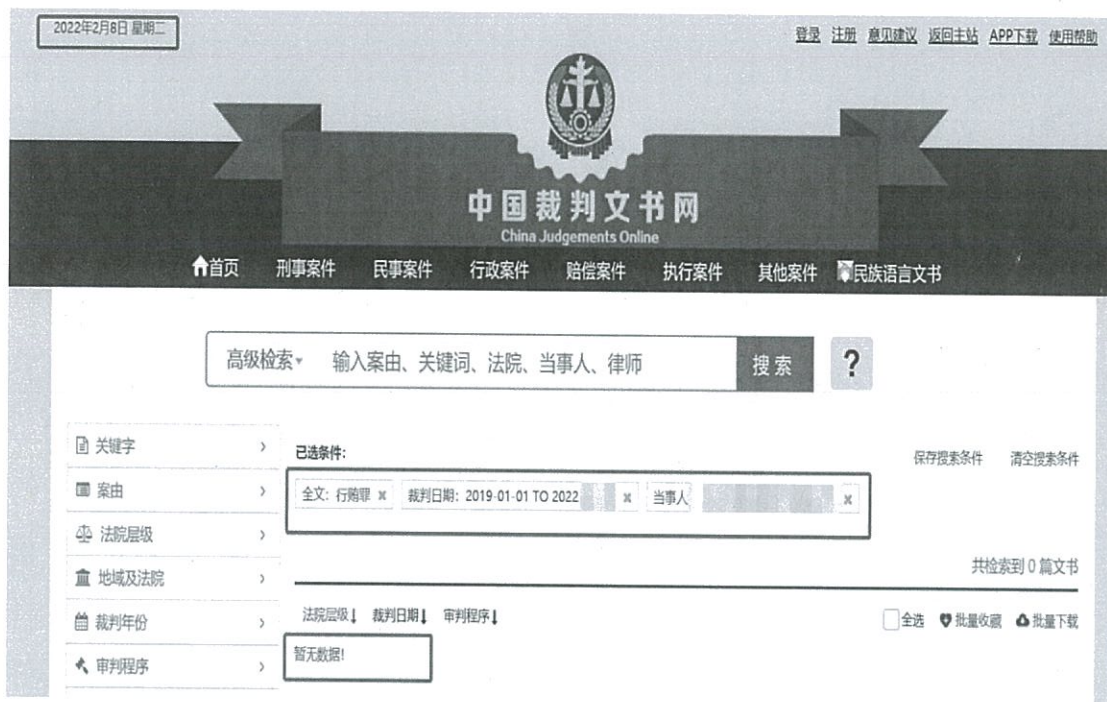 2022年2月8日 星期二
登录 注册 意见建议 返回主站 APP下载 使用帮助
中国裁判文书网
China Judgements Online
首页 刑事案件 民事案件 行政案件 赔偿案件 执行案件 其他案件 民族语言文书
高级检索 输入案由、关键词、法院、当事人、律师 搜索 ?
关键字
案由
法院层级
地域及法院
裁判年份
审判程序
已选条件:
保存搜索条件 清空搜索条件
全文: 行贿罪 × 裁判日期: 2019-01-01 TO 2022 × 当事人 ×
共检索到 0 篇文书
法院层级↓ 裁判日期↓ 审判程序↓
全选 批量收藏 批量下载
暂无数据!